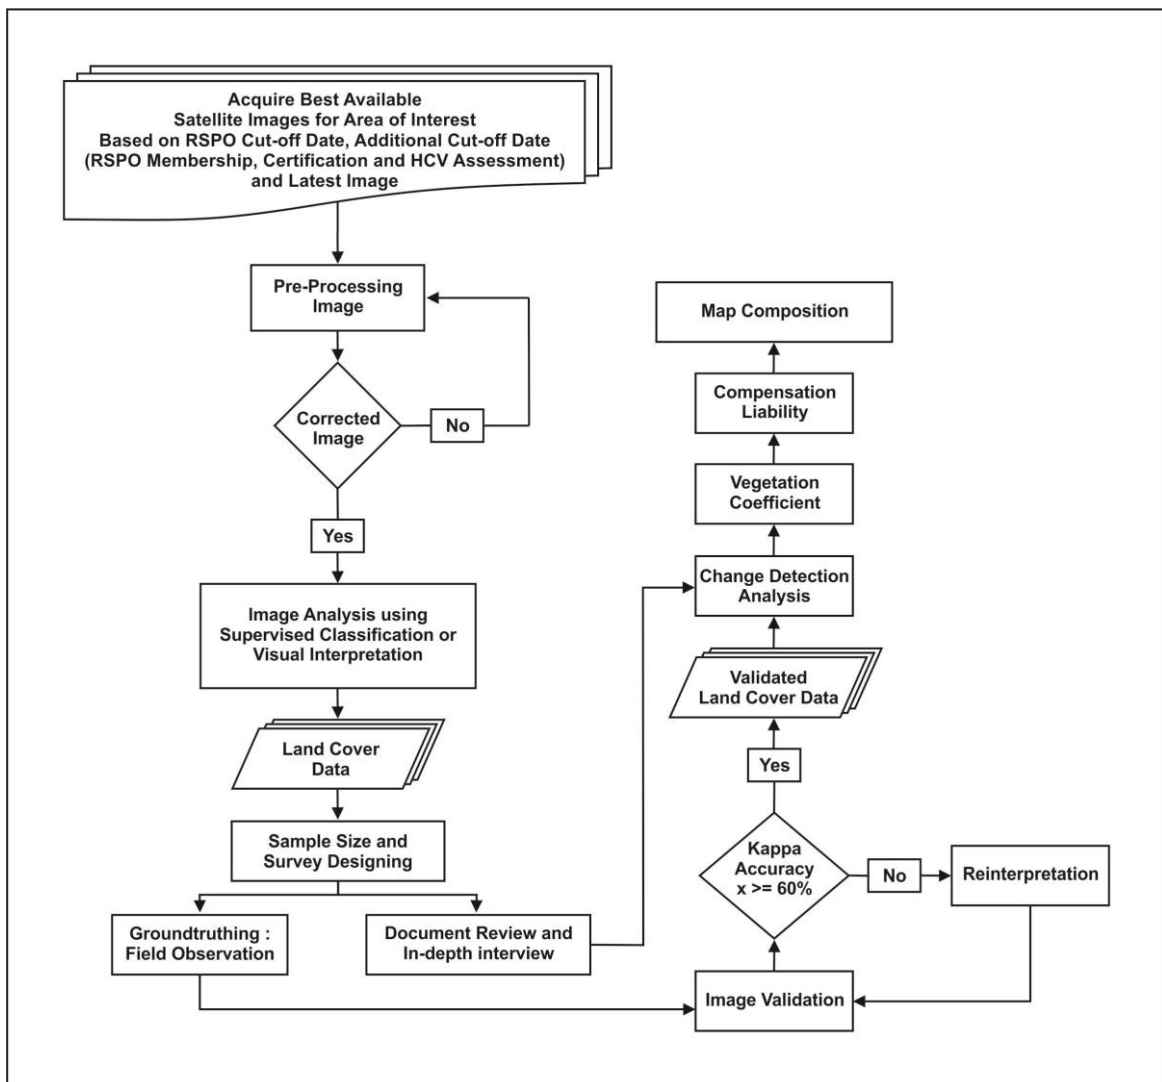 Acquire Best Available
Satellite Images for Area of Interest
Based on RSPO Cut-off Date, Additional Cut-off Date
(RSPO Membership, Certification and HCV Assessment)
and Latest Image
Pre-Processing
Image
Corrected
Image
No
Yes
Image Analysis using
Supervised Classification or
Visual Interpretation
Land Cover
Data
Sample Size and
Survey Designing
Groundtruthing :
Field Observation
Document Review and
In-depth interview
Map Composition
Compensation
Liability
Vegetation
Coefficient
Change Detection
Analysis
Validated
Land Cover Data
Yes
Kappa
Accuracy
x >= 60%
No
Reinterpretation
Image Validation